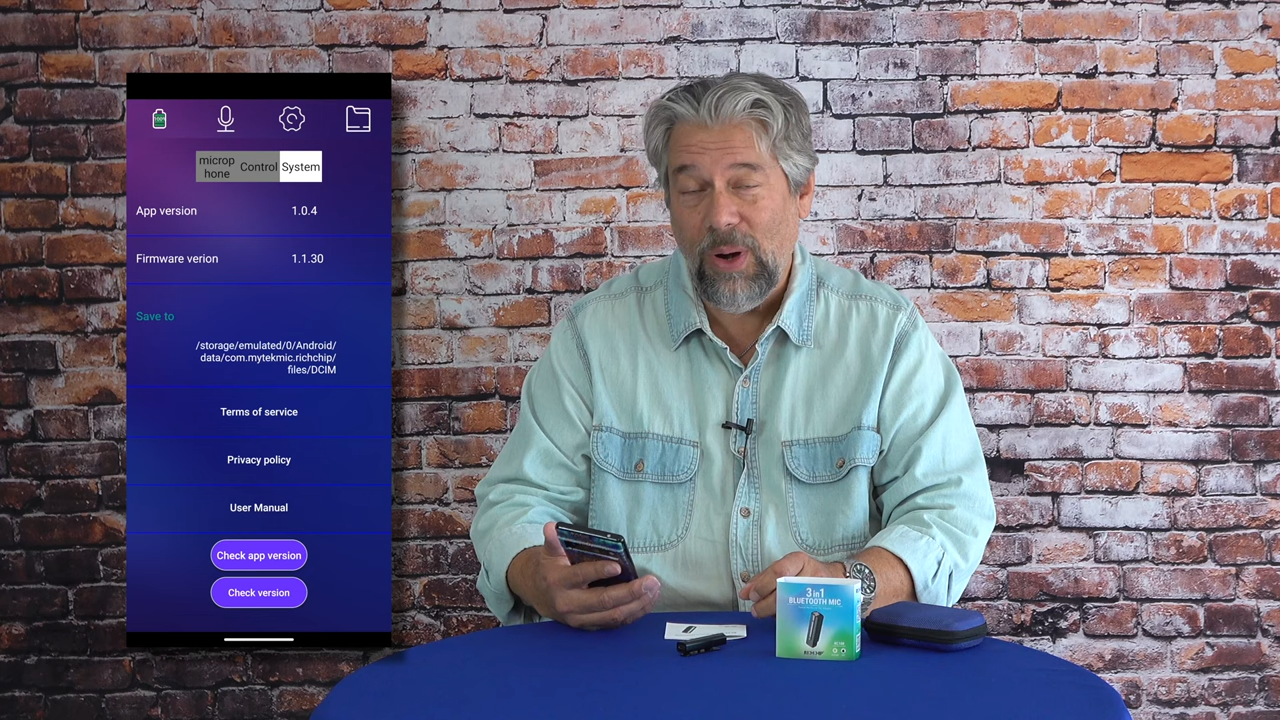 100%
microp
hone
Control
System
App version
1.0.4
Firmware verion
1.1.30
Save to
/storage/emulated/0/Android/
data/com.mytekmic.richchip/
files/DCIM
Terms of service
Privacy policy
User Manual
Check app version
Check version
3 in 1
BLUETOOTH MIC